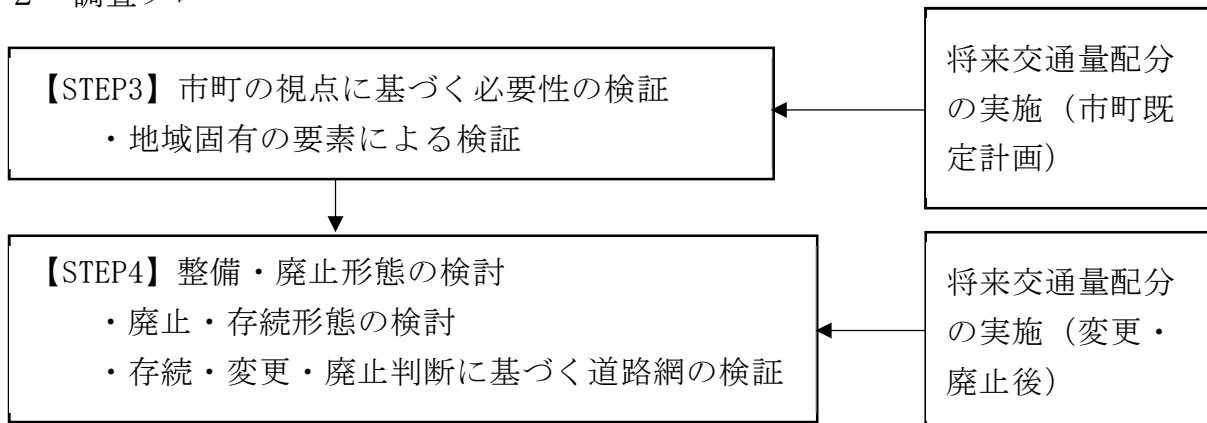 【STEP3】市町の視点に基づく必要性の検証
・地域固有の要素による検証
将来交通量配分
の実施（市町既
定計画）
【STEP4】整備・廃止形態の検討
・廃止・存続形態の検討
・存続・変更・廃止判断に基づく道路網の検証
将来交通量配分
の実施（変更・
廃止後）